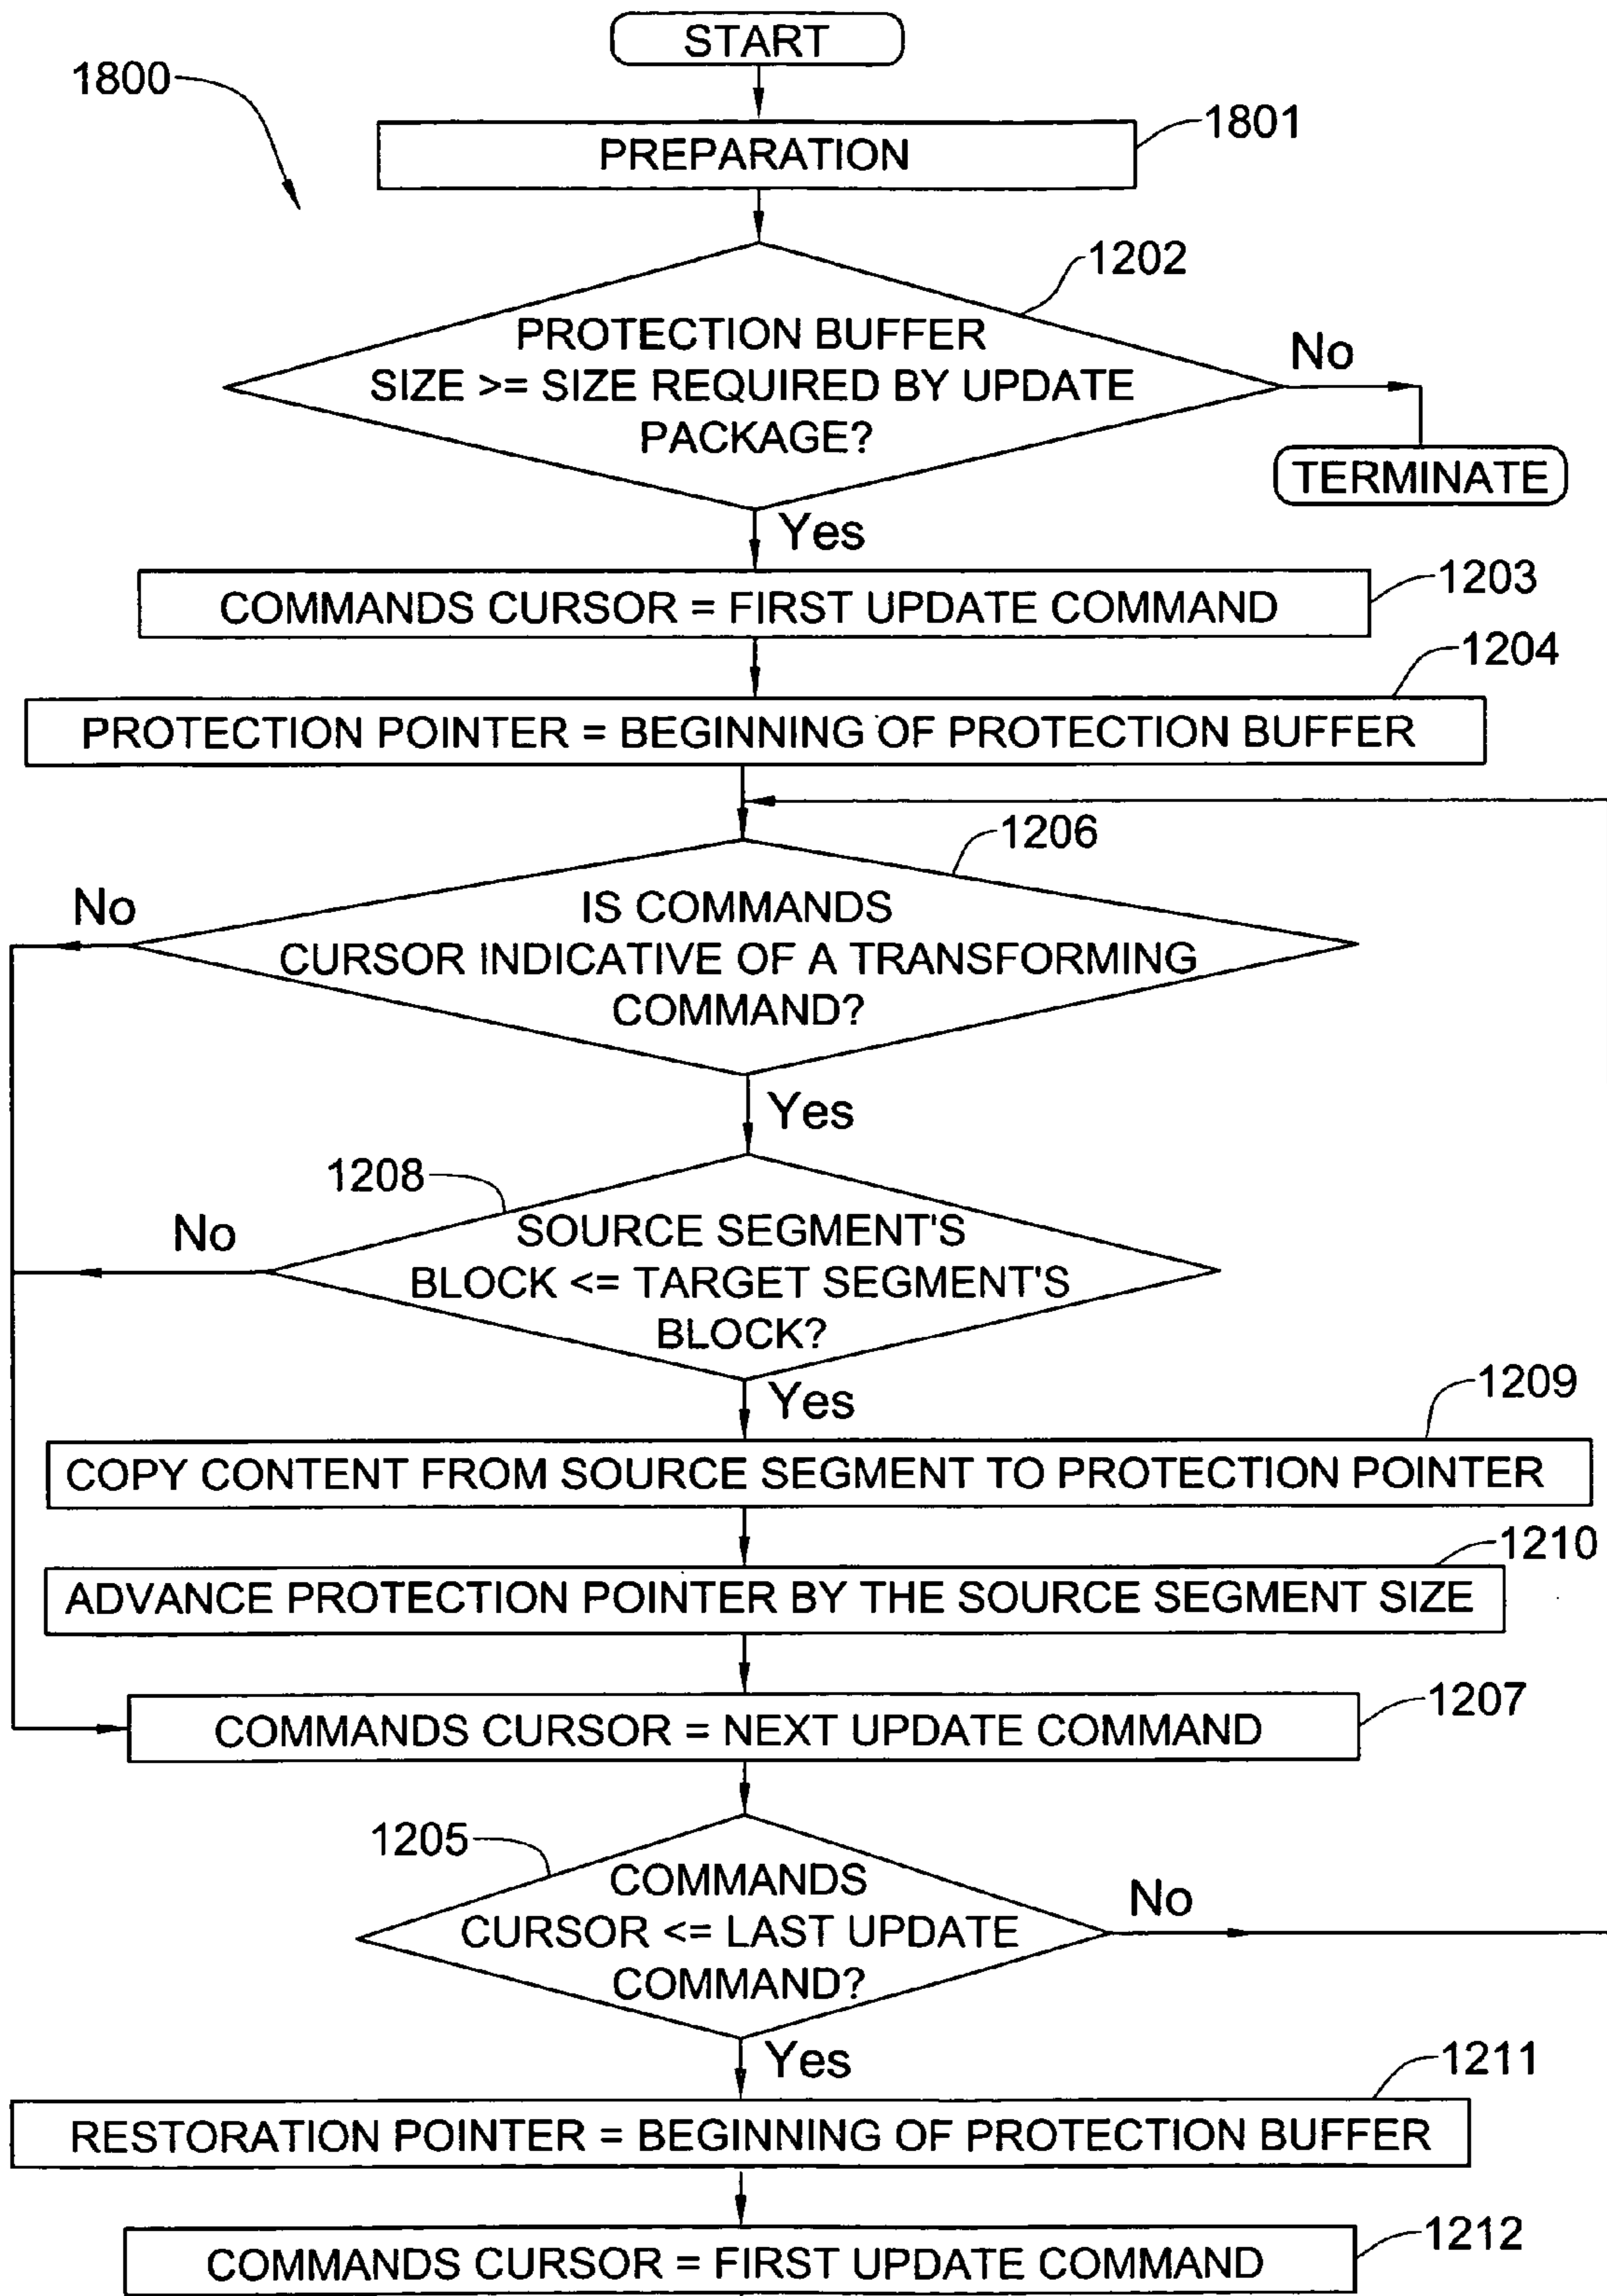 START
1800
1801
PREPARATION
1202
PROTECTION BUFFER
SIZE >= SIZE REQUIRED BY UPDATE
PACKAGE?
No
TERMINATE
Yes
1203
COMMANDS CURSOR = FIRST UPDATE COMMAND
1204
PROTECTION POINTER = BEGINNING OF PROTECTION BUFFER
1206
No
IS COMMANDS
CURSOR INDICATIVE OF A TRANSFORMING
COMMAND?
Yes
1208
No
SOURCE SEGMENT'S
BLOCK <= TARGET SEGMENT'S
BLOCK?
Yes
1209
COPY CONTENT FROM SOURCE SEGMENT TO PROTECTION POINTER
1210
ADVANCE PROTECTION POINTER BY THE SOURCE SEGMENT SIZE
1207
COMMANDS CURSOR = NEXT UPDATE COMMAND
1205
COMMANDS
CURSOR <= LAST UPDATE
COMMAND?
No
Yes
1211
RESTORATION POINTER = BEGINNING OF PROTECTION BUFFER
1212
COMMANDS CURSOR = FIRST UPDATE COMMAND